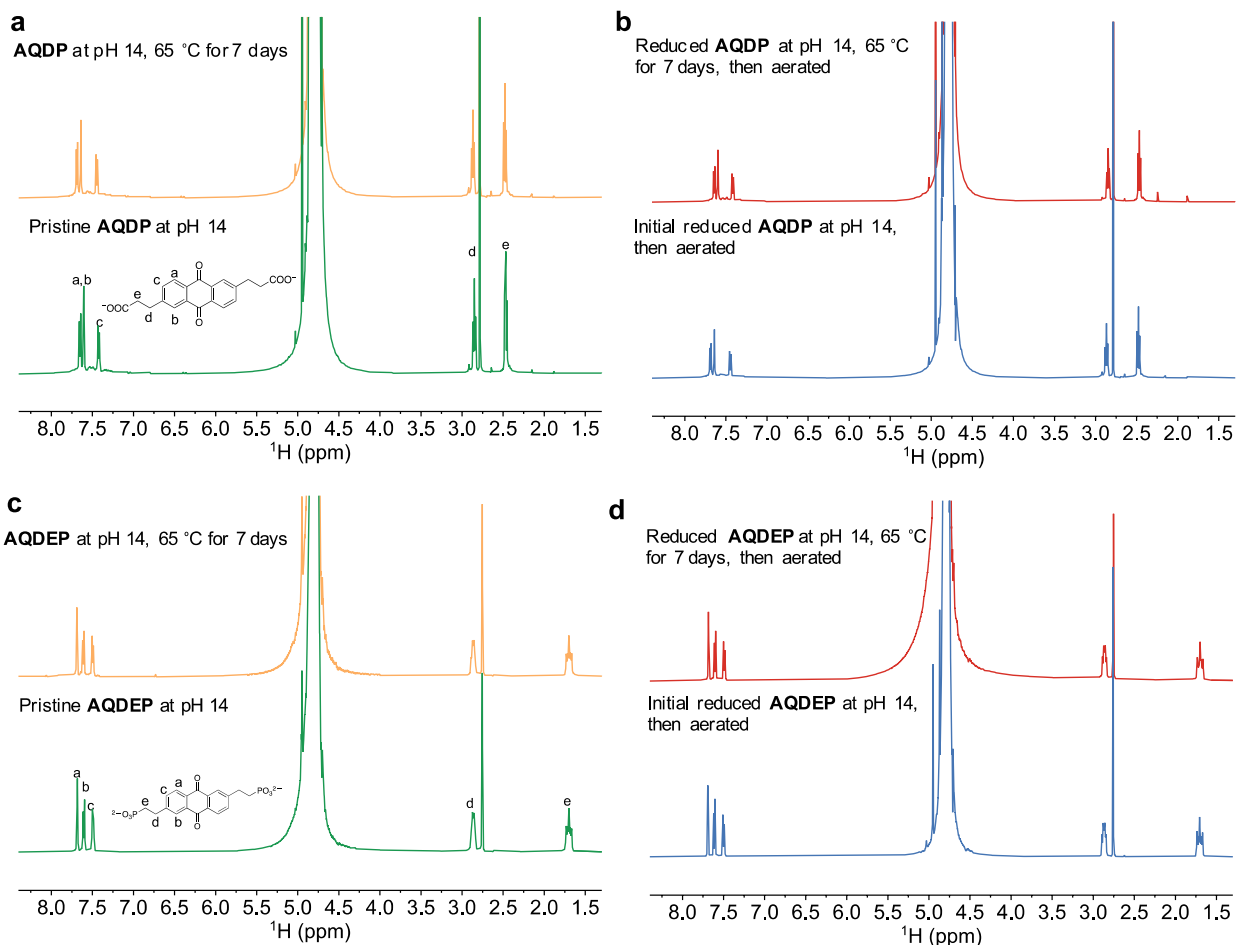 a
AQDP at pH 14, 65 °C for 7 days
Pristine AQDP at pH 14
a,b
c
d
e
c
a
O
COO⁻
e
⁻OOC
d
b
O
8.0 7.5 7.0 6.5 6.0 5.5 5.0 4.5 4.0 3.5 3.0 2.5 2.0 1.5
¹H (ppm)
b
Reduced AQDP at pH 14, 65 °C
for 7 days, then aerated
Initial reduced AQDP at pH 14,
then aerated
8.0 7.5 7.0 6.5 6.0 5.5 5.0 4.5 4.0 3.5 3.0 2.5 2.0 1.5
¹H (ppm)
c
AQDEP at pH 14, 65 °C for 7 days
Pristine AQDEP at pH 14
a
b
c
d
e
c
a
O
PO₃²⁻
e
²⁻O₃P
d
b
O
8.0 7.5 7.0 6.5 6.0 5.5 5.0 4.5 4.0 3.5 3.0 2.5 2.0 1.5
¹H (ppm)
d
Reduced AQDEP at pH 14, 65 °C
for 7 days, then aerated
Initial reduced AQDEP at pH 14,
then aerated
8.0 7.5 7.0 6.5 6.0 5.5 5.0 4.5 4.0 3.5 3.0 2.5 2.0 1.5
¹H (ppm)